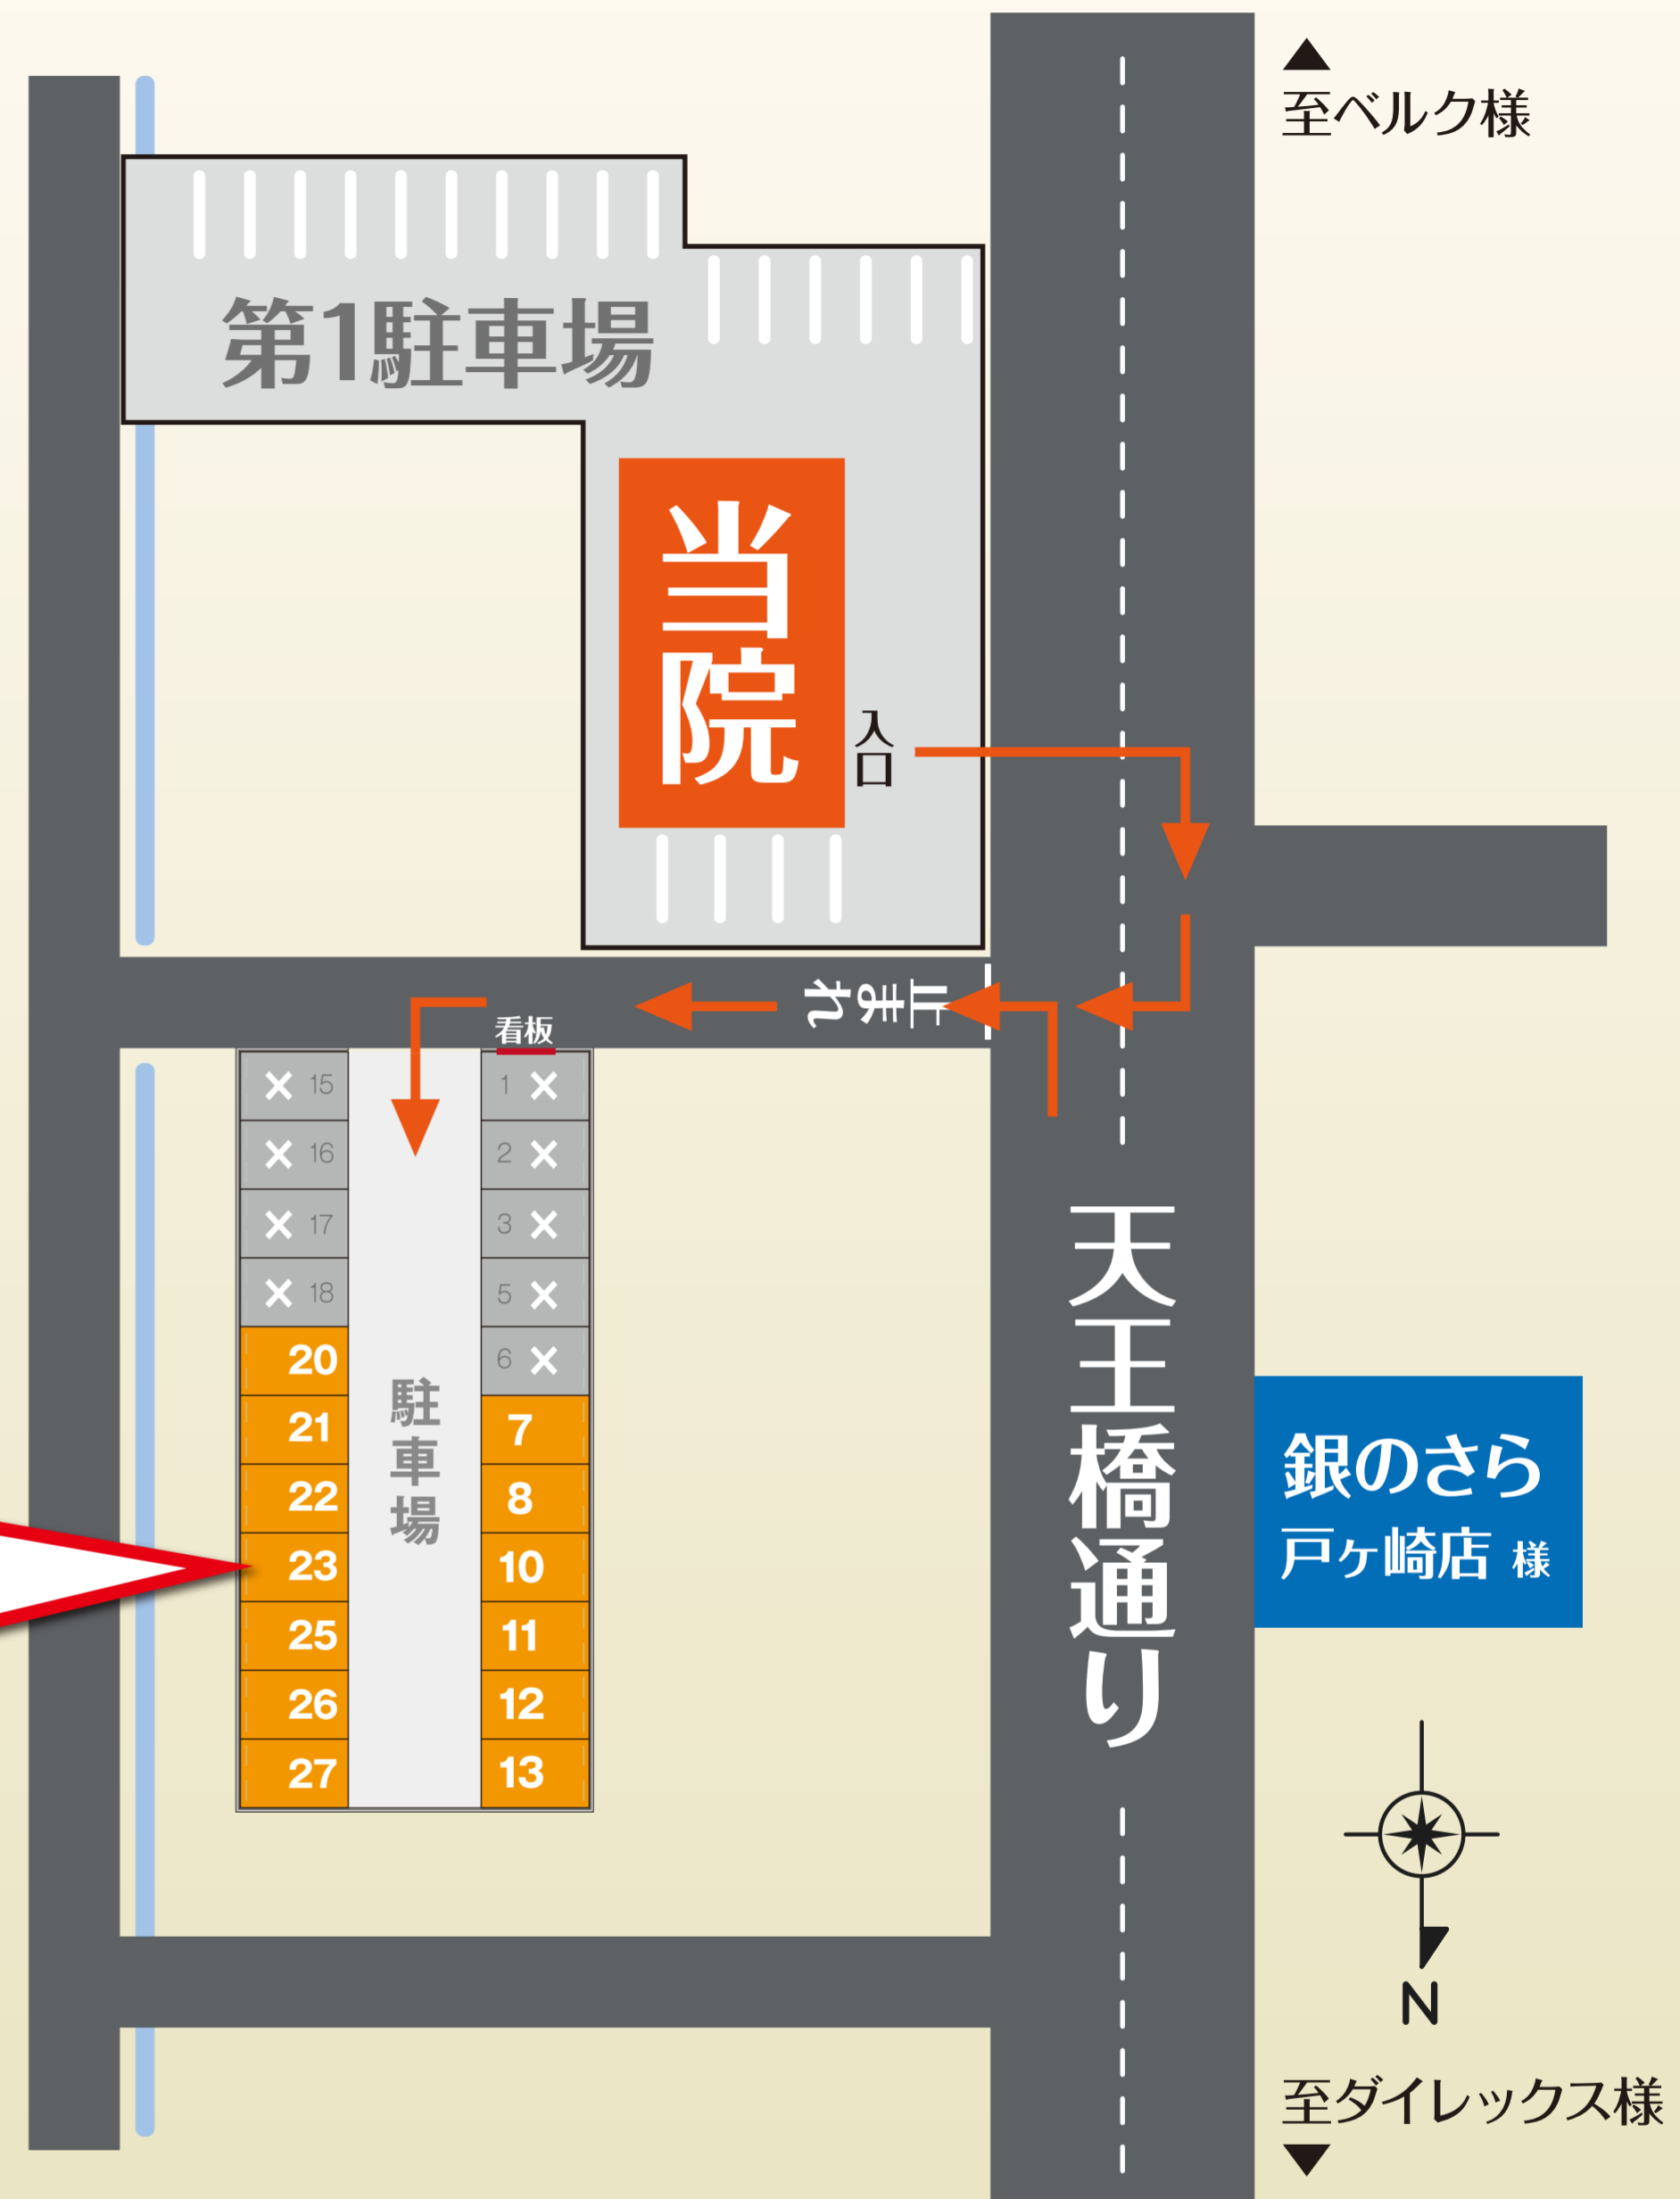 至ベルク様
第1駐車場
当院
入口
止まれ
看板
× 15
1 ×
× 16
2 ×
× 17
3 ×
× 18
5 ×
20
6 ×
21
7
22
8
23
10
25
11
26
12
27
13
駐車場
天王橋通り
銀のさら
戸ヶ崎店 様
N
至ダイレックス様